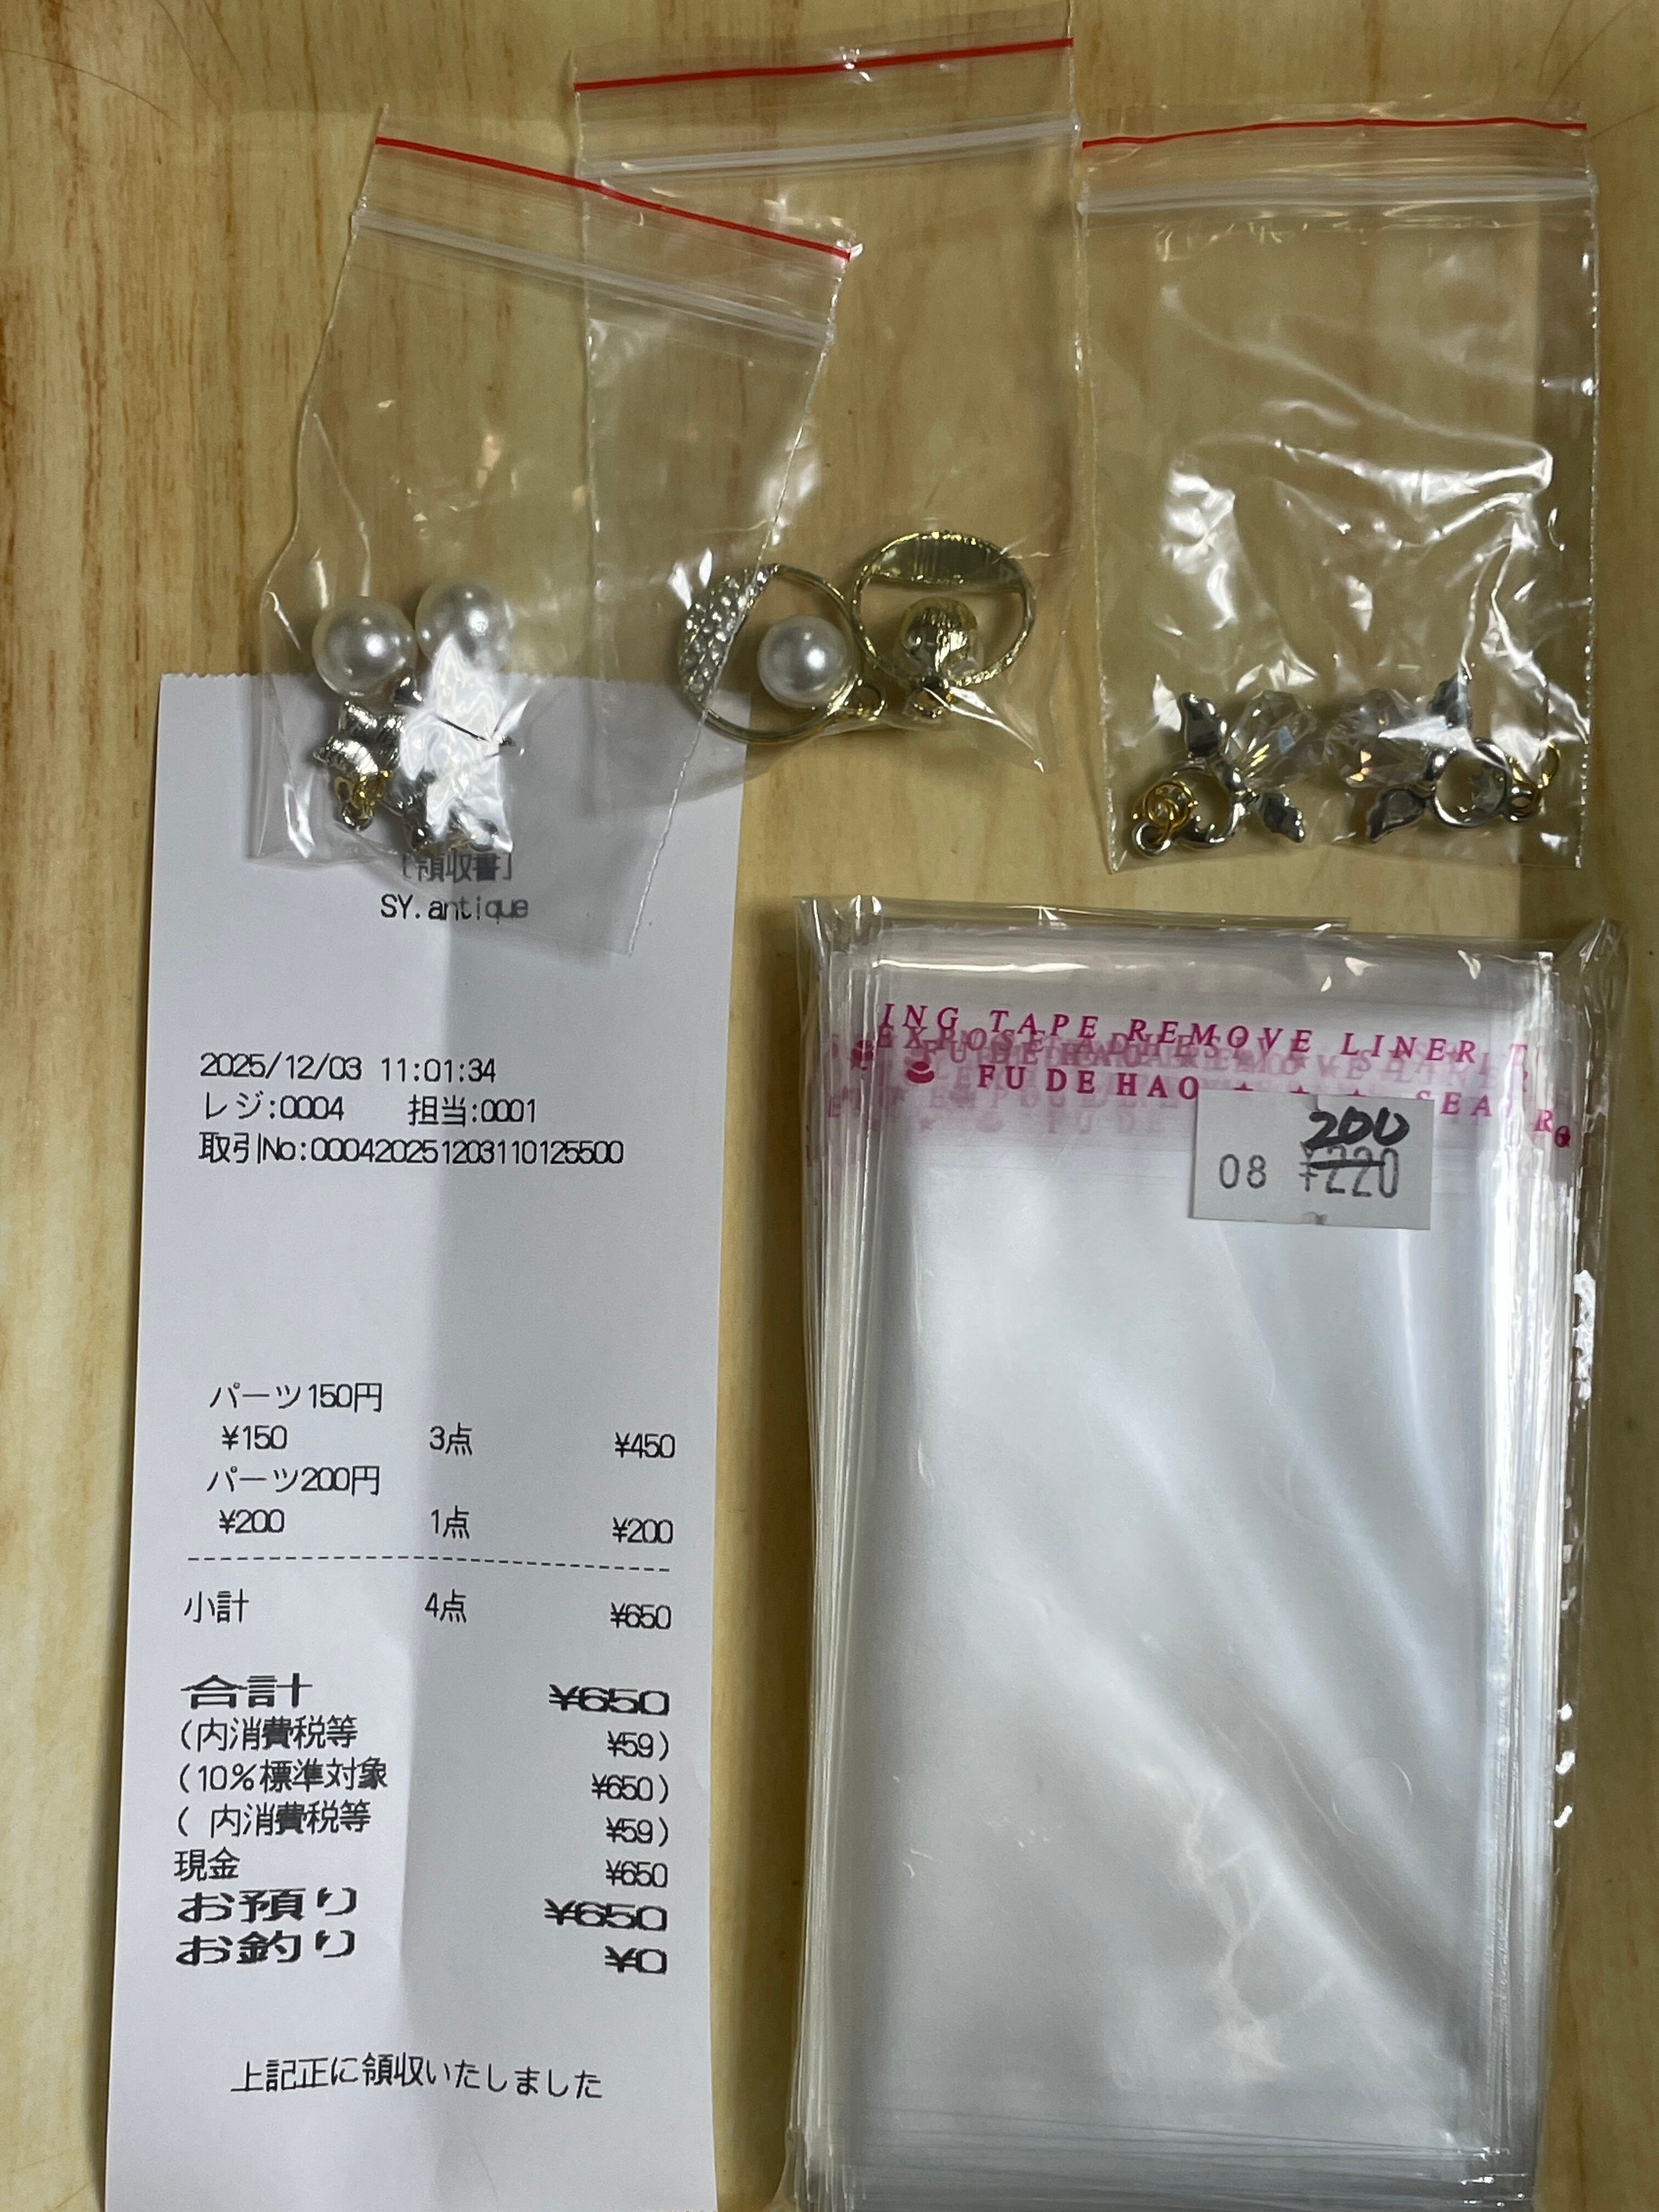 [領収書]
SY.antique
2025/12/03 11:01:34
レジ:0004 担当:0001
取引No:000420251203110125500
パーツ150円
¥150 3点 ¥450
パーツ200円
¥200 1点 ¥200
小計 4点 ¥650
合計 ¥650
(内消費税等 ¥59)
(10%標準対象 ¥650)
( 内消費税等 ¥59)
現金 ¥650
お預り ¥650
お釣り ¥0
上記正に領収いたしました
ING TAPE REMOVE LINER T
FU DE HAO
SEA
200
08 ¥220